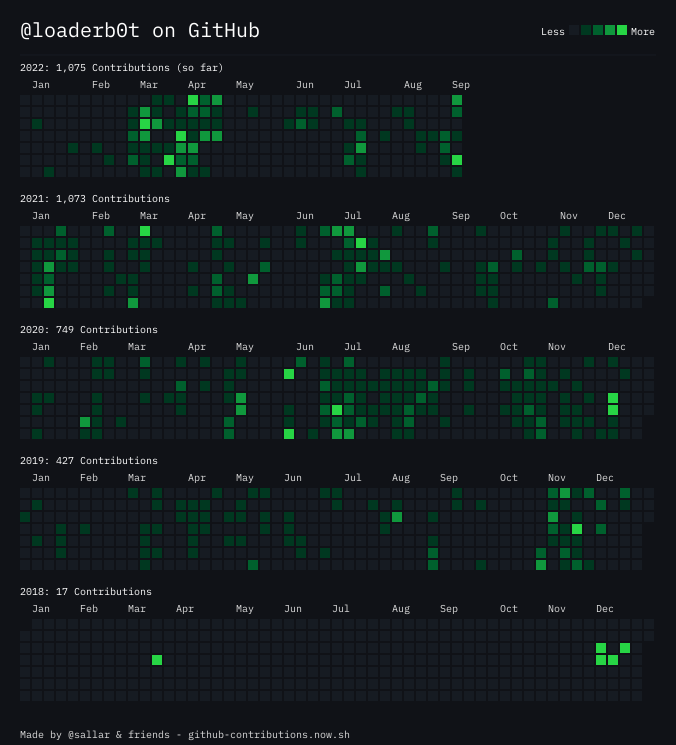 @loaderb0t on GitHub
Less More
2022: 1,075 Contributions (so far)
Jan Feb Mar Apr May Jun Jul Aug Sep
2021: 1,073 Contributions
Jan Feb Mar Apr May Jun Jul Aug Sep Oct Nov Dec
2020: 749 Contributions
Jan Feb Mar Apr May Jun Jul Aug Sep Oct Nov Dec
2019: 427 Contributions
Jan Feb Mar Apr May Jun Jul Aug Sep Oct Nov Dec
2018: 17 Contributions
Jan Feb Mar Apr May Jun Jul Aug Sep Oct Nov Dec
Made by @sallar & friends - github-contributions.now.sh